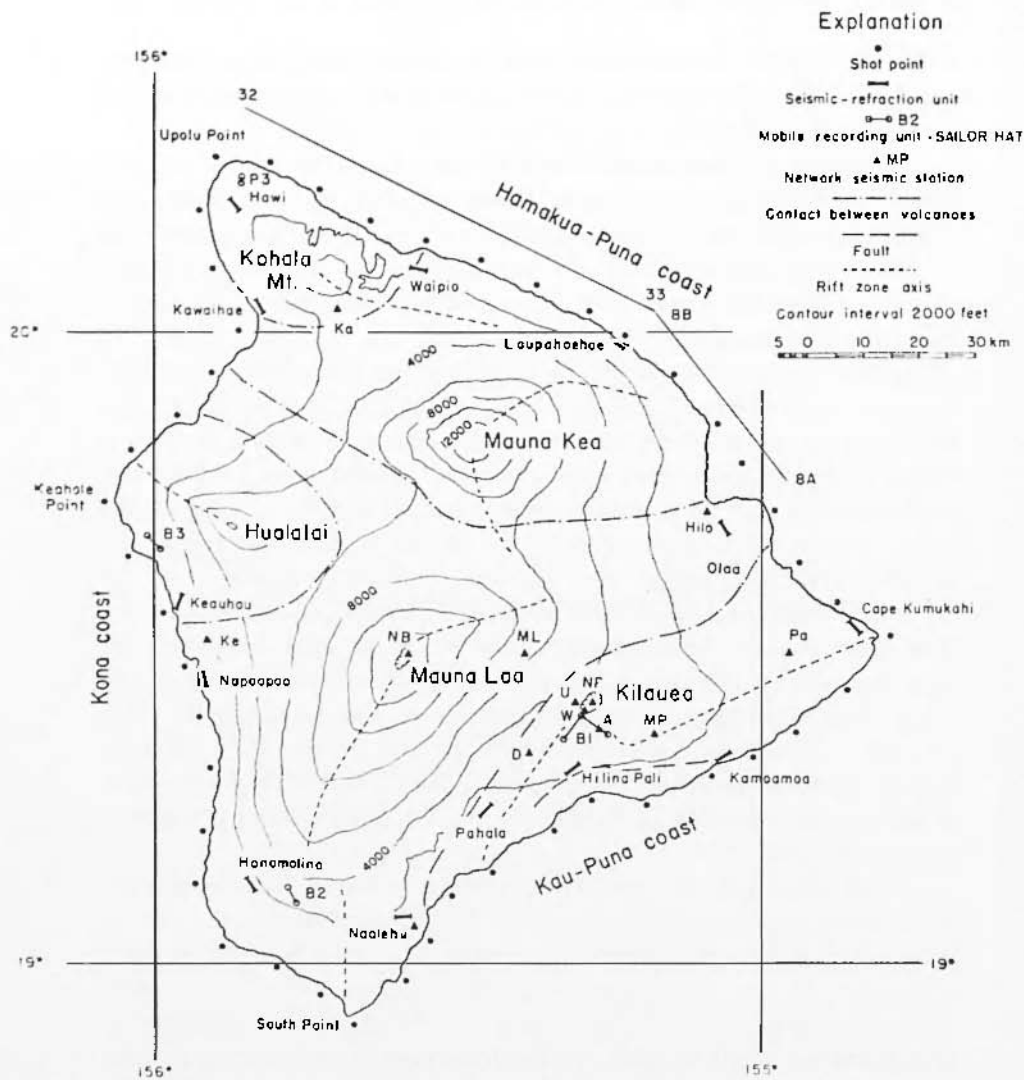 Explanation
Shot point
Seismic-refraction unit
B2
Mobile recording unit - SAILOR HAT
MP
Network seismic station
Contact between volcanoes
Fault
Rift zone axis
Contour interval 2000 feet
5 0 10 20 30 km
156°
32
Upolu Point
P3
Hawi
Hamakua-Puna coast
Kohala
Mt.
Waipio
Kawaihae
Ka
33
8B
20°
Laupahoehoe
4000
8000
12000
Mauna Kea
8A
Keahole
Point
Hualalai
B3
Hilo
Olaa
Keauhou
8000
Cape Kumukahi
Ke
NB
ML
Pa
Kona coast
Napoopoo
Mauna Loa
U
NP
Kilauea
W
A
MP
B1
D
Hilina Pali
Kamoamoa
Pahala
Kau-Puna coast
4000
Honomolino
B2
Naalehu
19°
19°
South Point
156°
155°